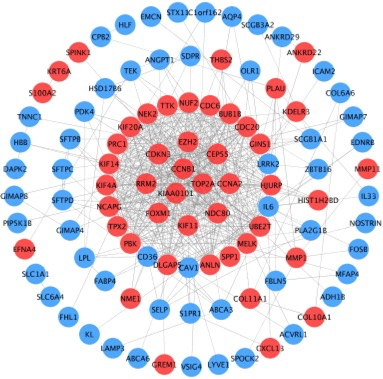 STX11
C1orf162
EMCN
AQP4
HLF
SCGB3A2
CPB2
ANKRD29
SPINK1
ANGPT1
SDPR
THBS2
ANKRD22
KRT6A
TEK
OLR1
ICAM2
S100A2
HSD17B6
PLAU
COL6A6
TTK
NUF2
CDC6
TNNC1
PDK4
NEK2
BUB1B
KDELR3
GIMAP7
KIF20A
CDC20
HBB
SFTPB
PRC1
EZH2
GINS1
SCGB1A1
EDNRB
CDKN3
CEP55
DAPK2
SFTPC
KIF14
CCNB1
LRRK2
ZBTB16
MMP11
KIF4A
RRM2
TOP2A
CCNA2
HJURP
GIMAP8
SFTPD
KIAA0101
HIST1H2BD
IL33
NCAPG
IL6
PIP5K1B
FOXM1
NDC80
NOSTRIN
GIMAP4
TPX2
KIF11
UBE2T
PLA2G1B
EFNA4
PBK
MELK
FOSB
LPL
CD36
DLGAP5
CAV1
ANLN
SPP1
MMP1
SLC1A1
FABP4
FBLN5
MFAP4
SLC6A4
NME1
COL11A1
ADH1B
SELP
S1PR1
ABCA3
FHL1
COL10A1
KL
ACVRL1
LAMP3
CXCL13
ABCA6
SPOCK2
GREM1
VSIG4
LYVE1